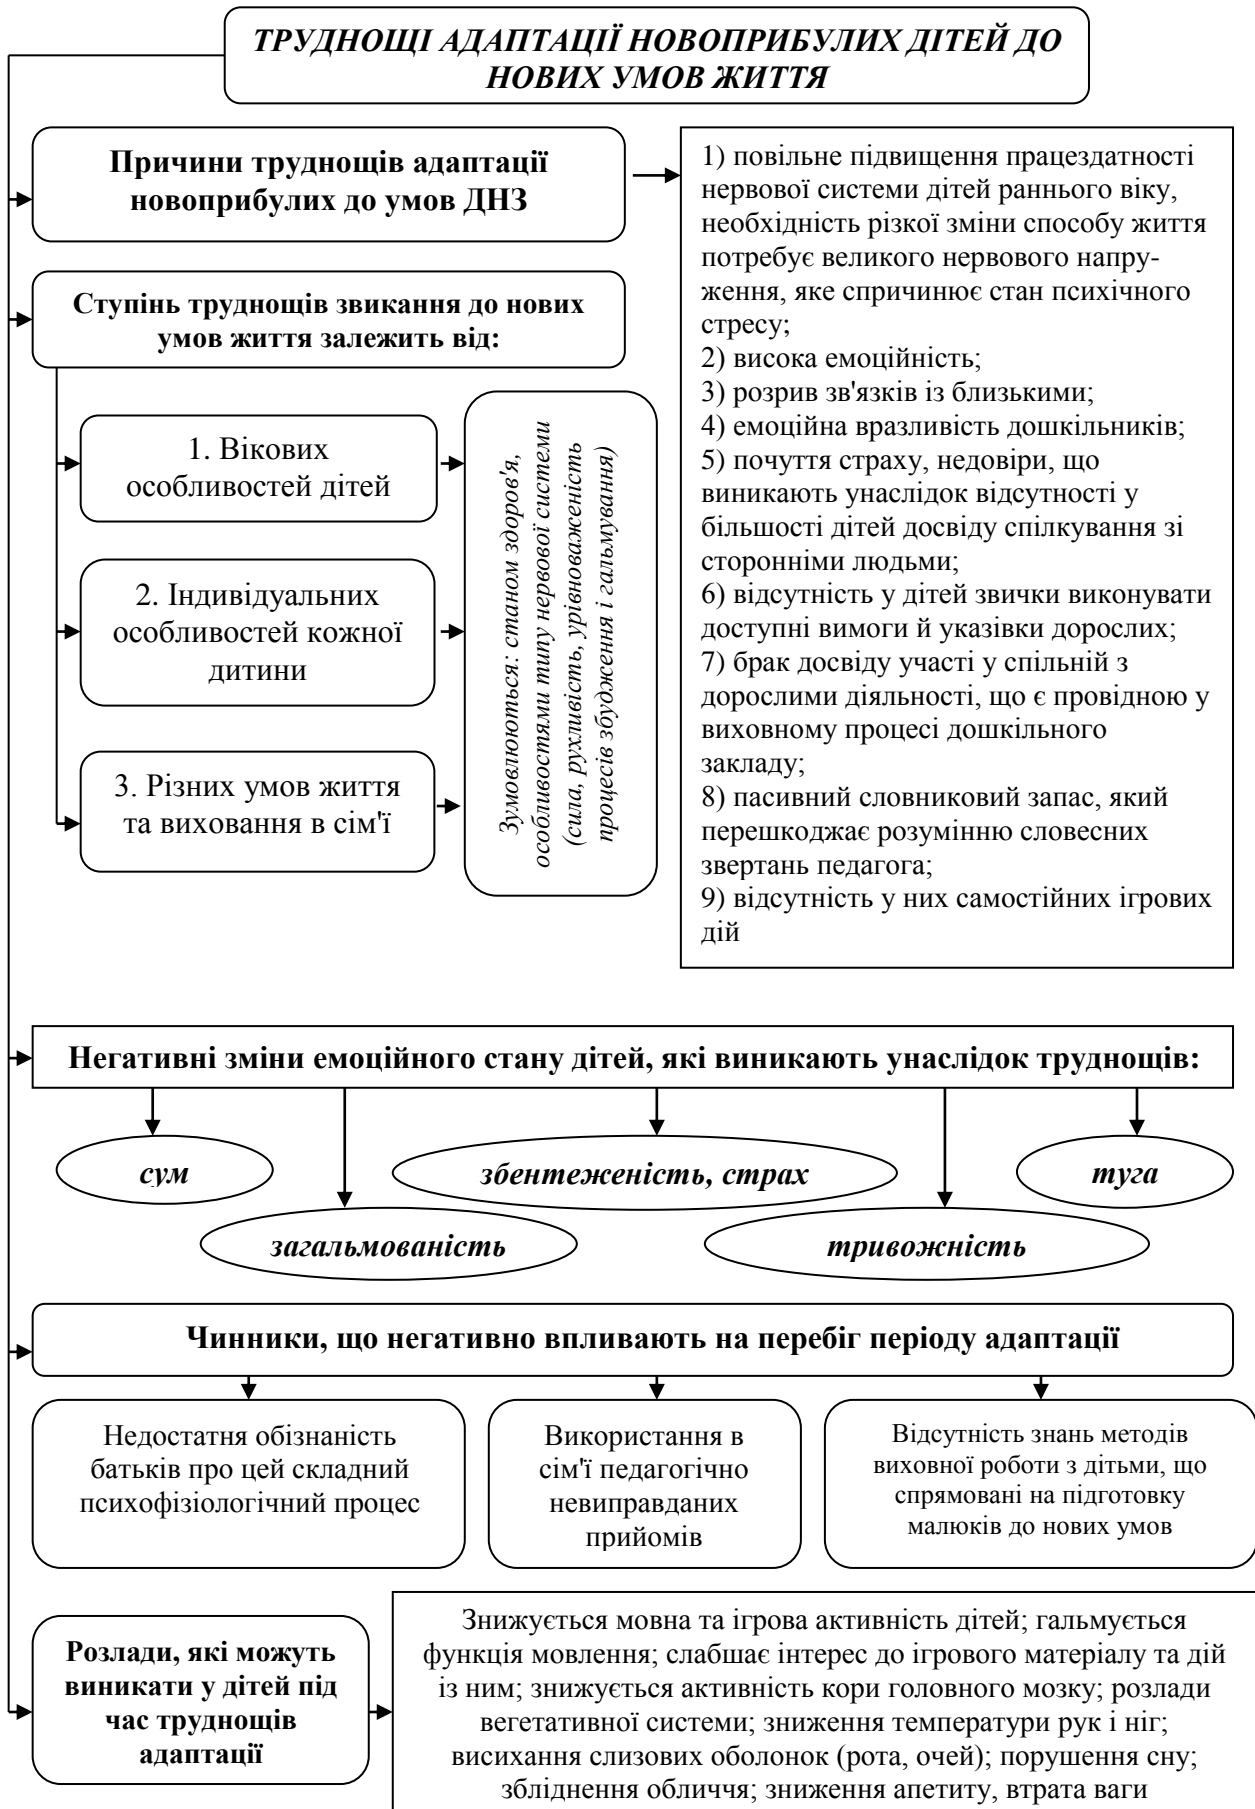 ТРУДНОЩІ АДАПТАЦІЇ НОВОПРИБУЛИХ ДІТЕЙ ДО
НОВИХ УМОВ ЖИТТЯ
Причини труднощів адаптації
новоприбулих до умов ДНЗ
1) повільне підвищення працездатності
нервової системи дітей раннього віку,
необхідність різкої зміни способу життя
потребує великого нервового напру-
ження, яке спричинює стан психічного
стресу;
2) висока емоційність;
3) розрив зв'язків із близькими;
4) емоційна вразливість дошкільників;
5) почуття страху, недовіри, що
виникають унаслідок відсутності у
більшості дітей досвіду спілкування зі
сторонніми людьми;
6) відсутність у дітей звички виконувати
доступні вимоги й указівки дорослих;
7) брак досвіду участі у спільній з
дорослими діяльності, що є провідною у
виховному процесі дошкільного
закладу;
8) пасивний словниковий запас, який
перешкоджає розумінню словесних
звертань педагога;
9) відсутність у них самостійних ігрових
дій
Ступінь труднощів звикання до нових
умов життя залежить від:
1. Вікових
особливостей дітей
2. Індивідуальних
особливостей кожної
дитини
3. Різних умов життя
та виховання в сім'ї
Зумовлюються: станом здоров'я,
особливостями типу нервової системи
(сила, рухливість, урівноваженість
процесів збудження і гальмування)
Негативні зміни емоційного стану дітей, які виникають унаслідок труднощів:
сум
збентеженість, страх
туга
загальмованість
тривожність
Чинники, що негативно впливають на перебіг періоду адаптації
Недостатня обізнаність
батьків про цей складний
психофізіологічний процес
Використання в
сім'ї педагогічно
невиправданих
прийомів
Відсутність знань методів
виховної роботи з дітьми, що
спрямовані на підготовку
малюків до нових умов
Розлади, які можуть
виникати у дітей під
час труднощів
адаптації
Знижується мовна та ігрова активність дітей; гальмується
функція мовлення; слабшає інтерес до ігрового матеріалу та дій
із ним; знижується активність кори головного мозку; розлади
вегетативної системи; зниження температури рук і ніг;
висихання слизових оболонок (рота, очей); порушення сну;
збліднення обличчя; зниження апетиту, втрата ваги